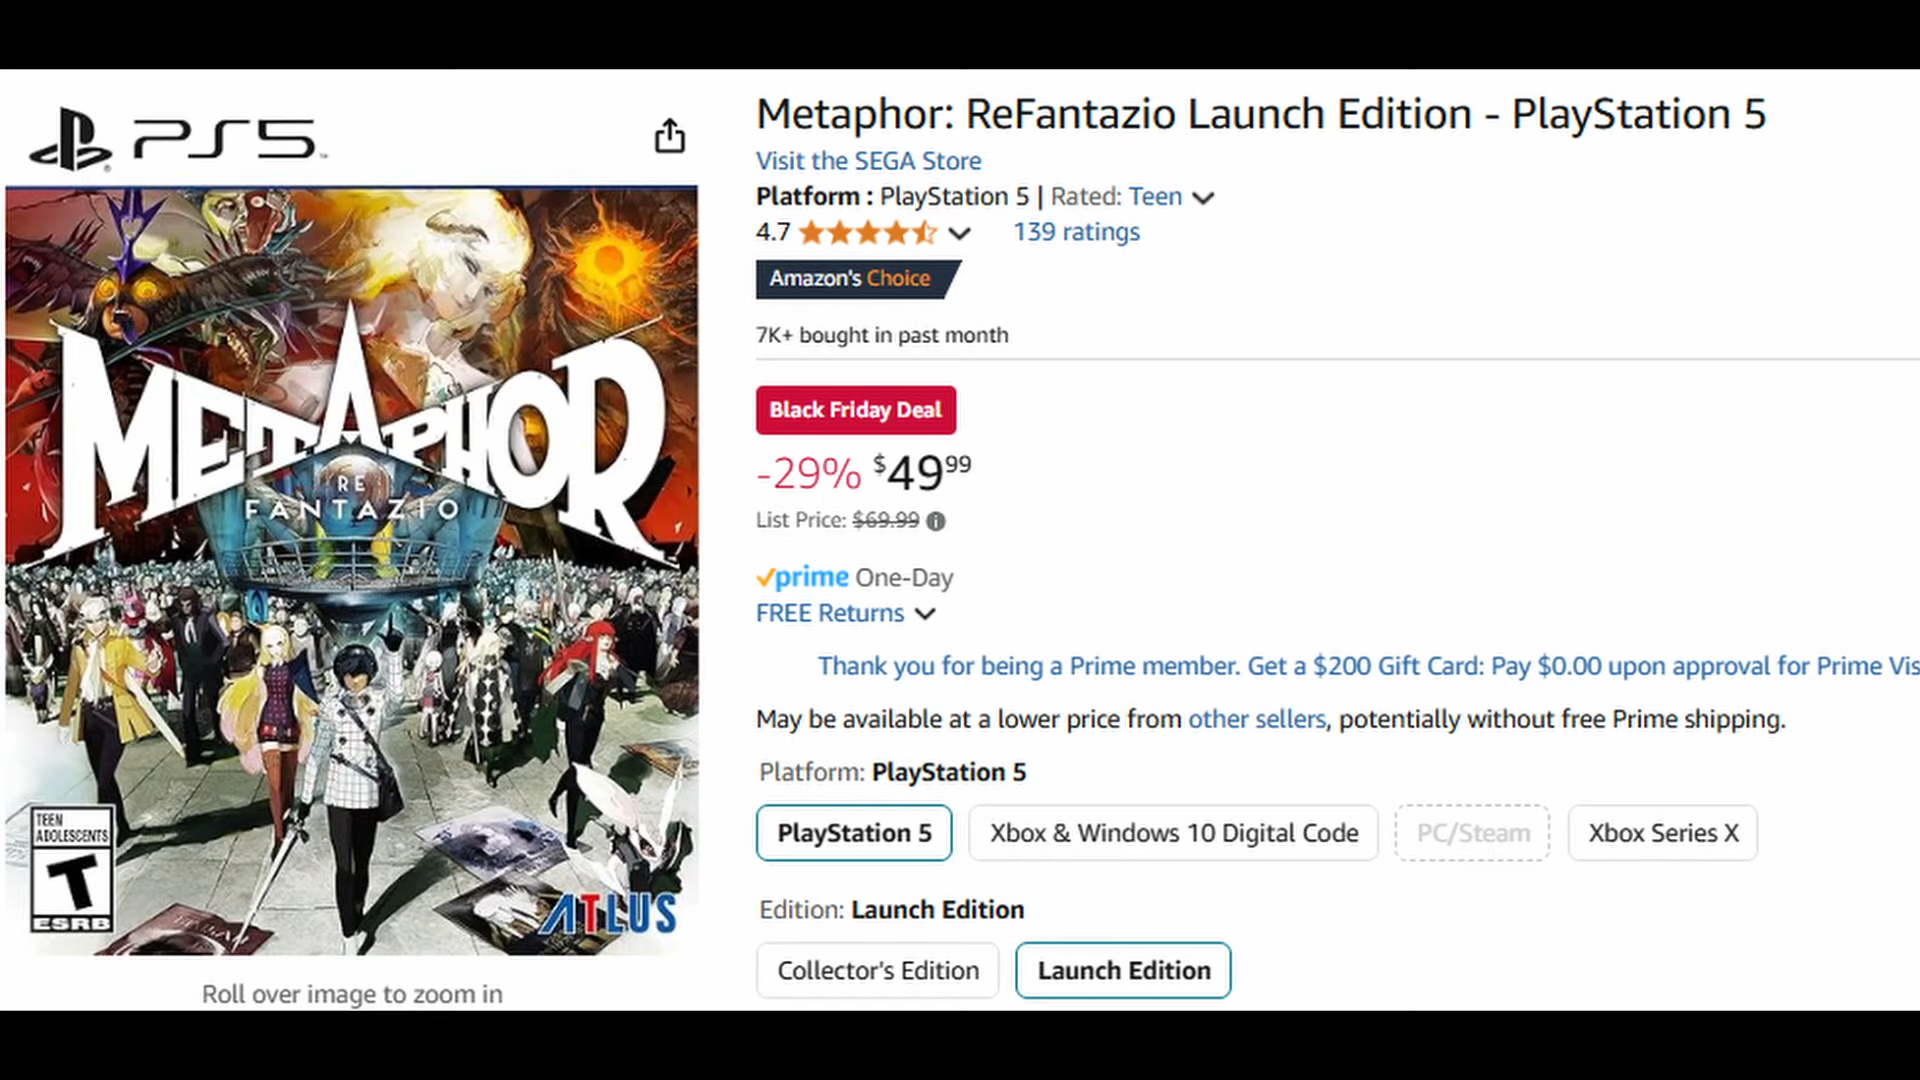 PS5
Metaphor: ReFantazio Launch Edition - PlayStation 5
Visit the SEGA Store
Platform : PlayStation 5 | Rated: Teen
4.7
139 ratings
Amazon's Choice
7K+ bought in past month
Black Friday Deal
-29% $49 99
List Price: $69.99
prime One-Day
FREE Returns
Thank you for being a Prime member. Get a $200 Gift Card: Pay $0.00 upon approval for Prime Vis
May be available at a lower price from other sellers, potentially without free Prime shipping.
Platform: PlayStation 5
PlayStation 5
Xbox & Windows 10 Digital Code
PC/Steam
Xbox Series X
Edition: Launch Edition
Collector's Edition
Launch Edition
METAPHOR
RE
FANTAZIO
TEEN
ADOLESCENTS
T
ESRB
ATLUS
Roll over image to zoom in